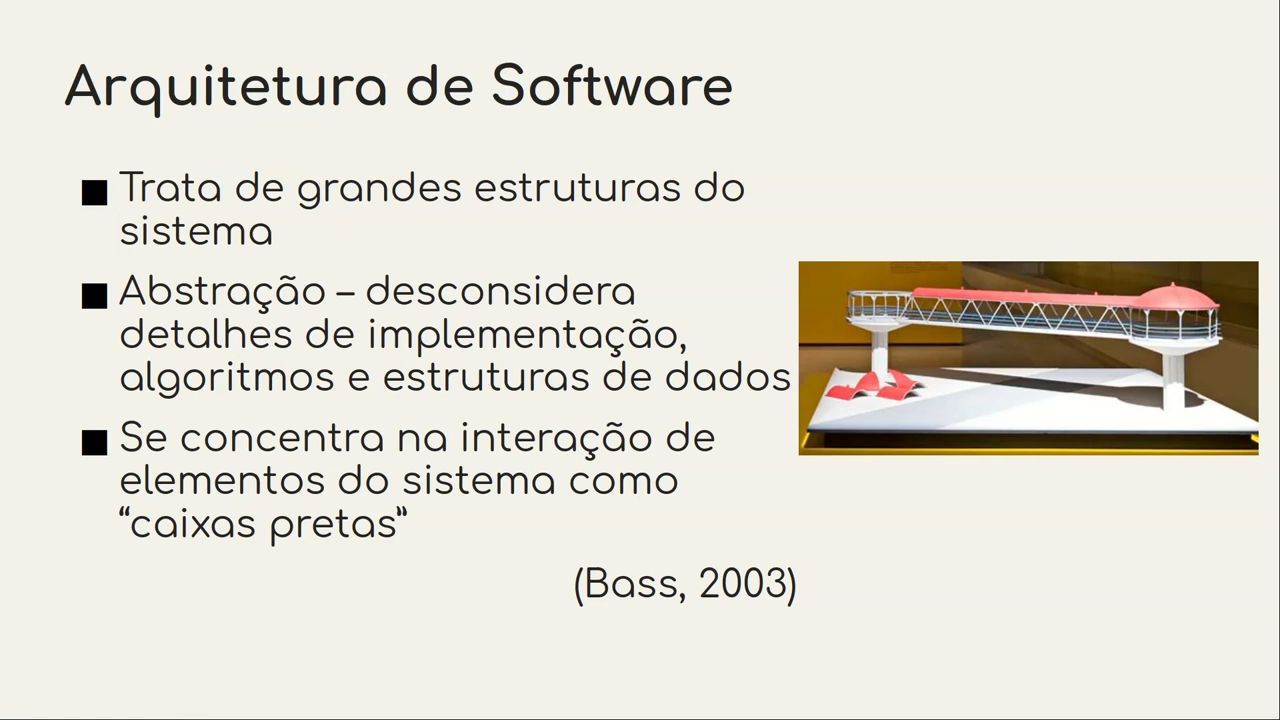 Arquitetura de Software
■ Trata de grandes estruturas do
sistema
■ Abstração – desconsidera
detalhes de implementação,
algoritmos e estruturas de dados
■ Se concentra na interação de
elementos do sistema como
“caixas pretas”
(Bass, 2003)